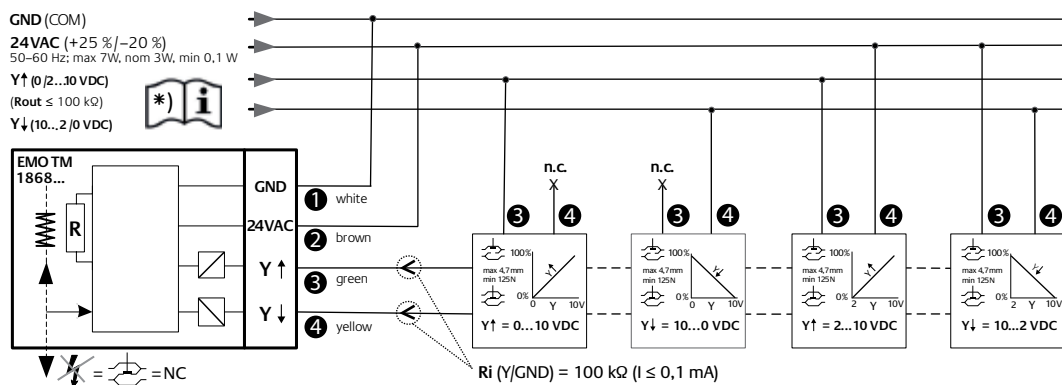 GND (COM)
24VAC (+25 %/–20 %)
50–60 Hz; max 7W, nom 3W, min 0,1 W
Y↑ (0/2...10 VDC)
(Rout ≤ 100 kΩ)
Y↓ (10...2/0 VDC)
*) i
EMO TM
1868...
R
GND
24VAC
Y ↑
Y ↓
1 white
2 brown
3 green
4 yellow
= = NC
n.c.
X
3 4
100%
max 4,7mm
min 125N
0%
Y↑
0 Y 10V
Y↑ = 0...10 VDC
n.c.
X
3 4
100%
max 4,7mm
min 125N
0%
Y↓
0 Y 10V
Y↓ = 10...0 VDC
3 4
100%
max 4,7mm
min 125N
0%
Y↑
2 Y 10V
Y↑ = 2...10 VDC
3 4
100%
max 4,7mm
min 125N
0%
Y↓
2 Y 10V
Y↓ = 10...2 VDC
Ri (Y/GND) = 100 kΩ (I ≤ 0,1 mA)